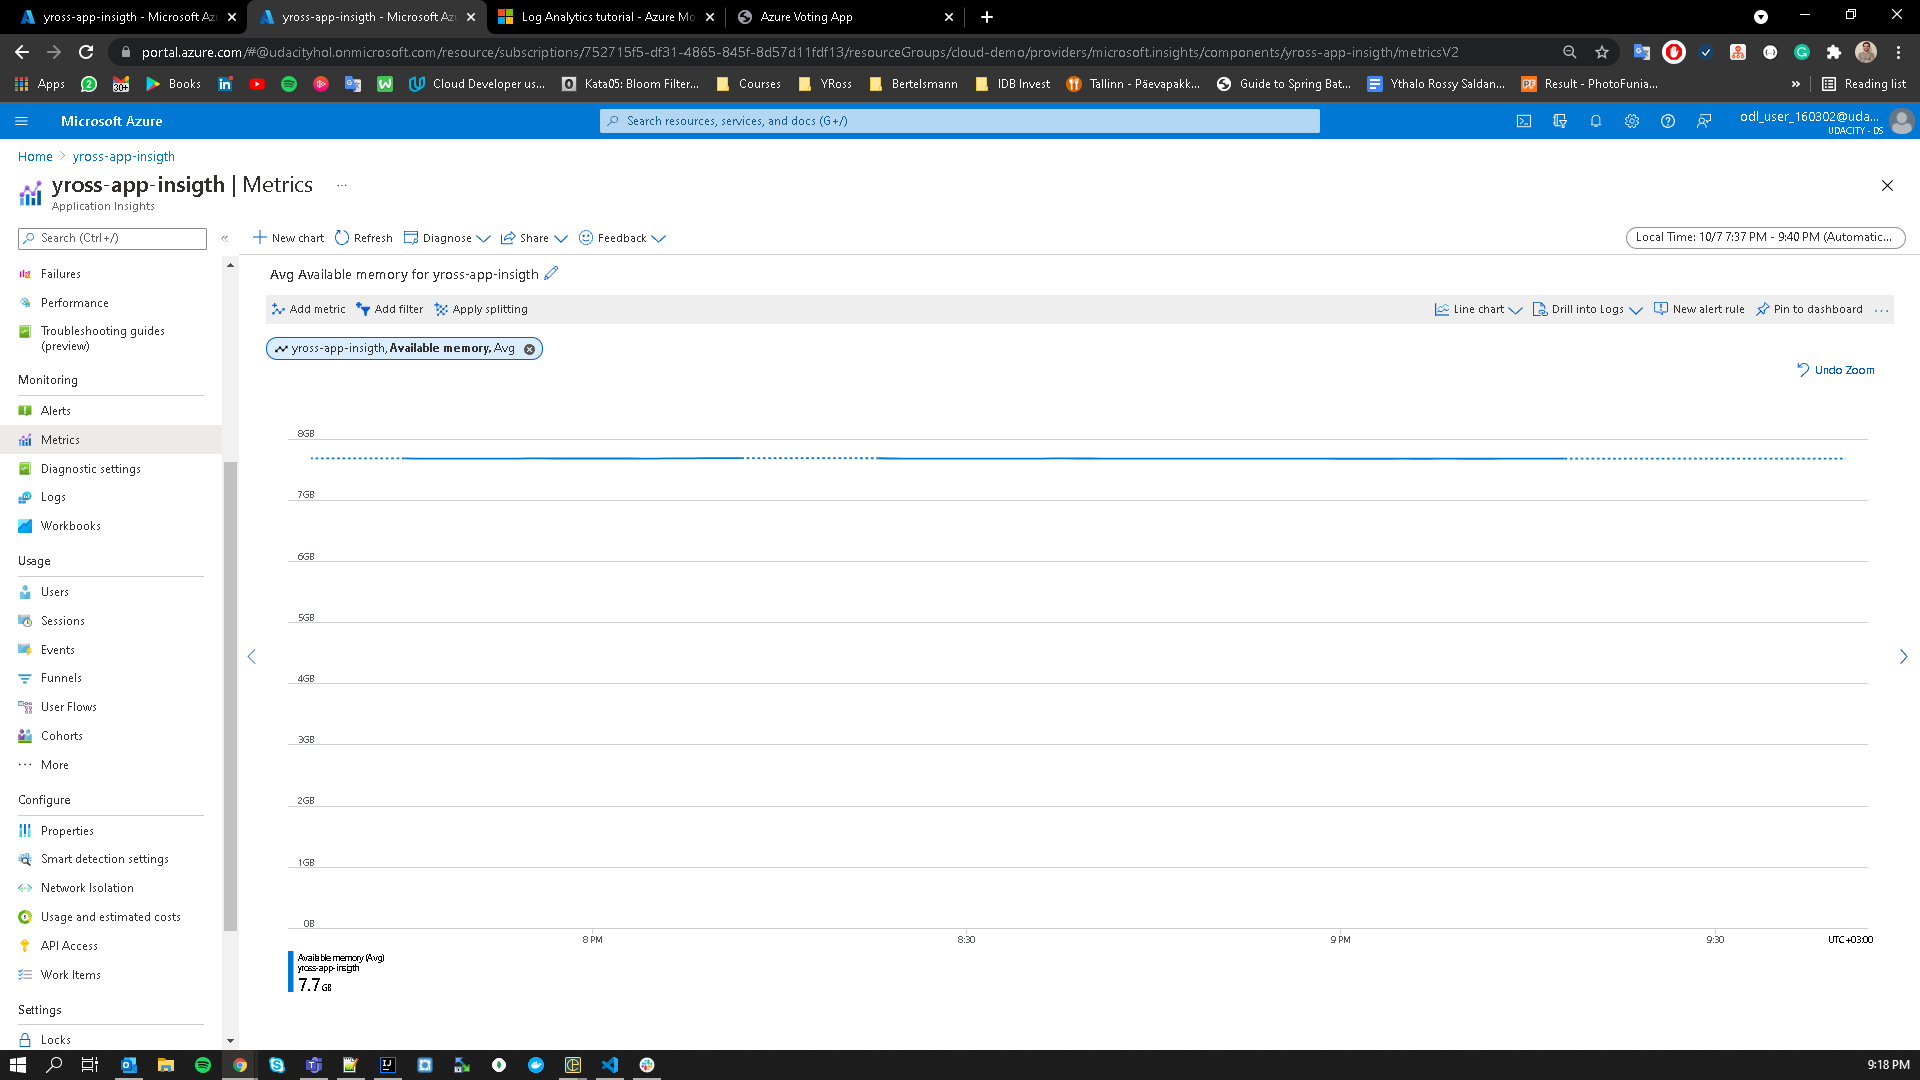 yross-app-insigth - Microsoft Azu
yross-app-insigth - Microsoft Azu
Log Analytics tutorial - Azure Mo
Azure Voting App
portal.azure.com/#@udacityhol.onmicrosoft.com/resource/subscriptions/752715f5-df31-4865-845f-8d57d11fdf13/resourceGroups/cloud-demo/providers/microsoft.insights/components/yross-app-insigth/metricsV2
Apps
30+
Books
Cloud Developer us...
Kata05: Bloom Filter...
Courses
YRoss
Bertelsmann
IDB Invest
Tallinn - Päevapakk...
Guide to Spring Bat...
Ythalo Rossy Saldan...
Result - PhotoFunia...
»
Reading list
Microsoft Azure
Search resources, services, and docs (G+/)
odl_user_160302@uda...
UDACITY - DS
Home > yross-app-insigth
yross-app-insigth | Metrics ...
Application Insights
Search (Ctrl+/)
«
New chart
Refresh
Diagnose
Share
Feedback
Local Time: 10/7 7:37 PM - 9:40 PM (Automatic...
Failures
Performance
Troubleshooting guides
(preview)
Monitoring
Alerts
Metrics
Diagnostic settings
Logs
Workbooks
Usage
Users
Sessions
Events
Funnels
User Flows
Cohorts
More
Configure
Properties
Smart detection settings
Network Isolation
Usage and estimated costs
API Access
Work Items
Settings
Locks
Avg Available memory for yross-app-insigth
Add metric
Add filter
Apply splitting
Line chart
Drill into Logs
New alert rule
Pin to dashboard
...
yross-app-insigth, Available memory, Avg
Undo Zoom
8GB
7GB
6GB
5GB
4GB
3GB
2GB
1GB
0B
8 PM
8:30
9 PM
9:30
UTC+03:00
Available memory (Avg)
yross-app-insigth
7.7 GB
9:18 PM